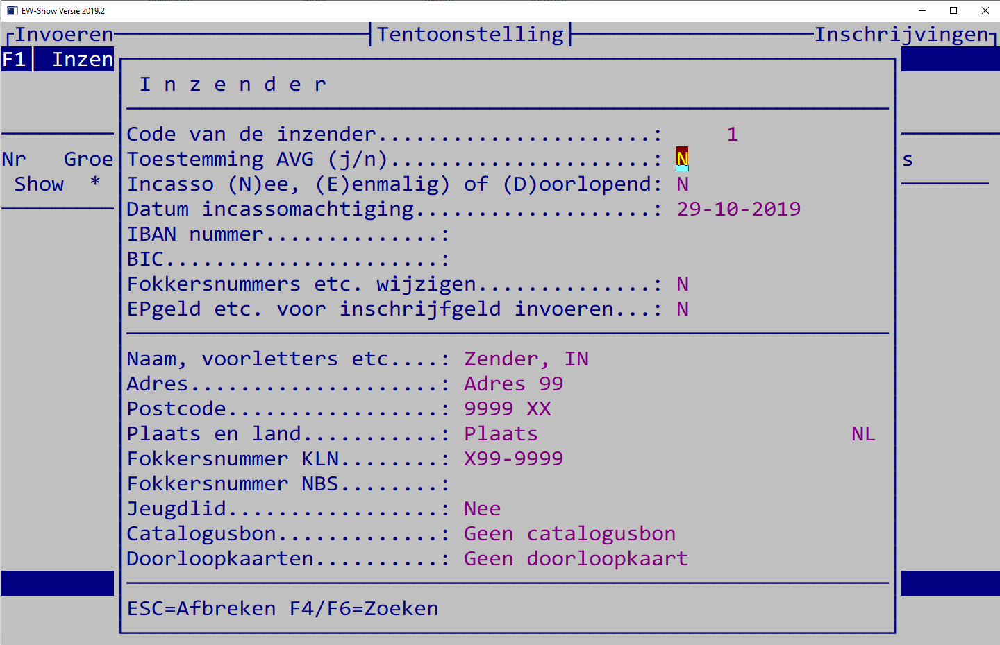 EW-Show Versie 2019.2
Invoeren Tentoonstelling Inschrijvingen
F1 Inzen
I n z e n d e r
Code van de inzender......................: 1
Nr Groe Toestemming AVG (j/n).....................: N s
Show * Incasso (N)ee, (E)enmalig) of (D)oorlopend: N
Datum incassomachtiging...................: 29-10-2019
IBAN nummer..............:
BIC......................:
Fokkersnummers etc. wijzigen..............: N
EPgeld etc. voor inschrijfgeld invoeren...: N
Naam, voorletters etc....: Zender, IN
Adres....................: Adres 99
Postcode.................: 9999 XX
Plaats en land...........: Plaats NL
Fokkersnummer KLN........: X99-9999
Fokkersnummer NBS........:
Jeugdlid.................: Nee
Catalogusbon.............: Geen catalogusbon
Doorloopkaarten..........: Geen doorloopkaart
ESC=Afbreken F4/F6=Zoeken